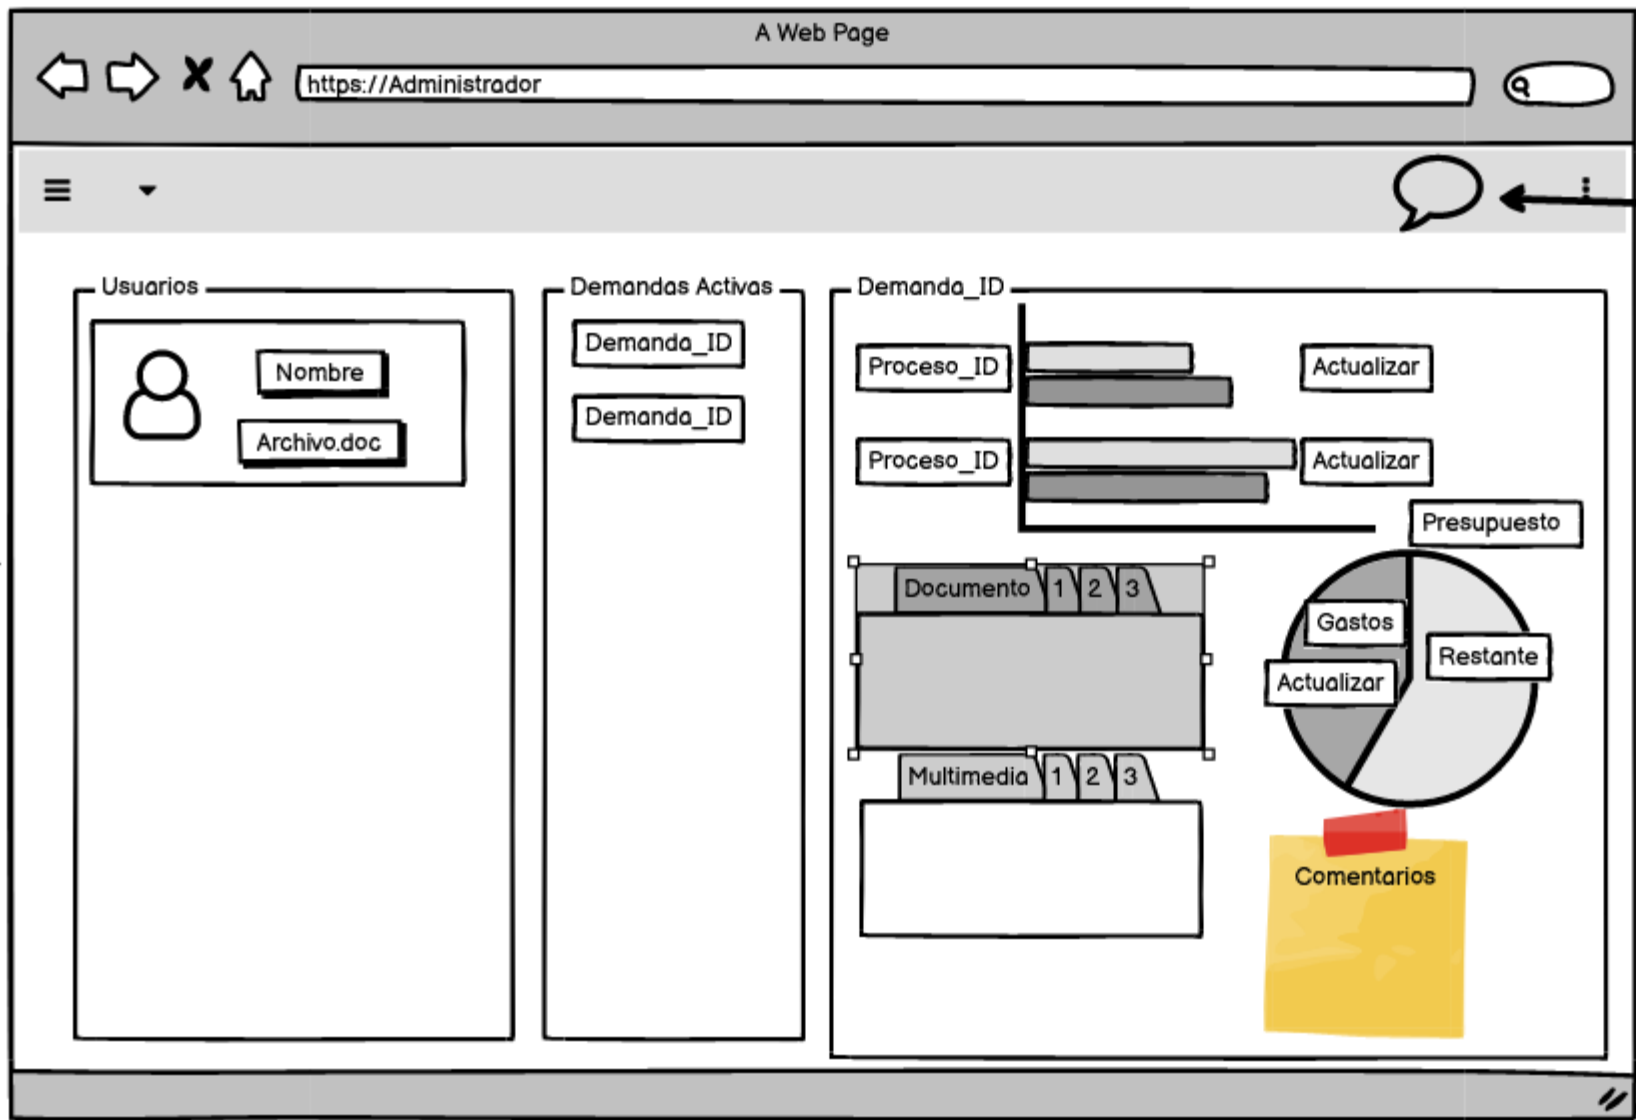 A Web Page
https://Administrador
Usuarios
Nombre
Archivo.doc
Demandas Activas
Demanda_ID
Demanda_ID
Demanda_ID
Proceso_ID
Actualizar
Proceso_ID
Actualizar
Presupuesto
Gastos
Restante
Actualizar
Documento 1 2 3
Multimedia 1 2 3
Comentarios